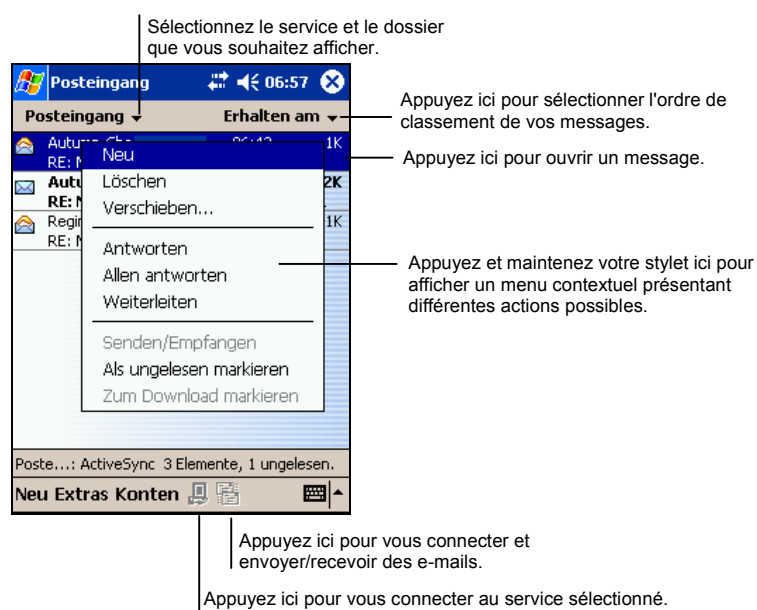 Sélectionnez le service et le dossier
que vous souhaitez afficher.
Posteingang 06:57
Posteingang Erhalten am
Appuyez ici pour sélectionner l'ordre de
classement de vos messages.
1K
RE:
Appuyez ici pour ouvrir un message.
2K
RE:
1K
RE:
Neu
Löschen
Verschieben...
Antworten
Allen antworten
Weiterleiten
Senden/Empfangen
Als ungelesen markieren
Zum Download markieren
Appuyez et maintenez votre stylet ici pour
afficher un menu contextuel présentant
différentes actions possibles.
Poste...: ActiveSync 3 Elemente, 1 ungelesen.
Neu Extras Konten
Appuyez ici pour vous connecter et
envoyer/recevoir des e-mails.
Appuyez ici pour vous connecter au service sélectionné.